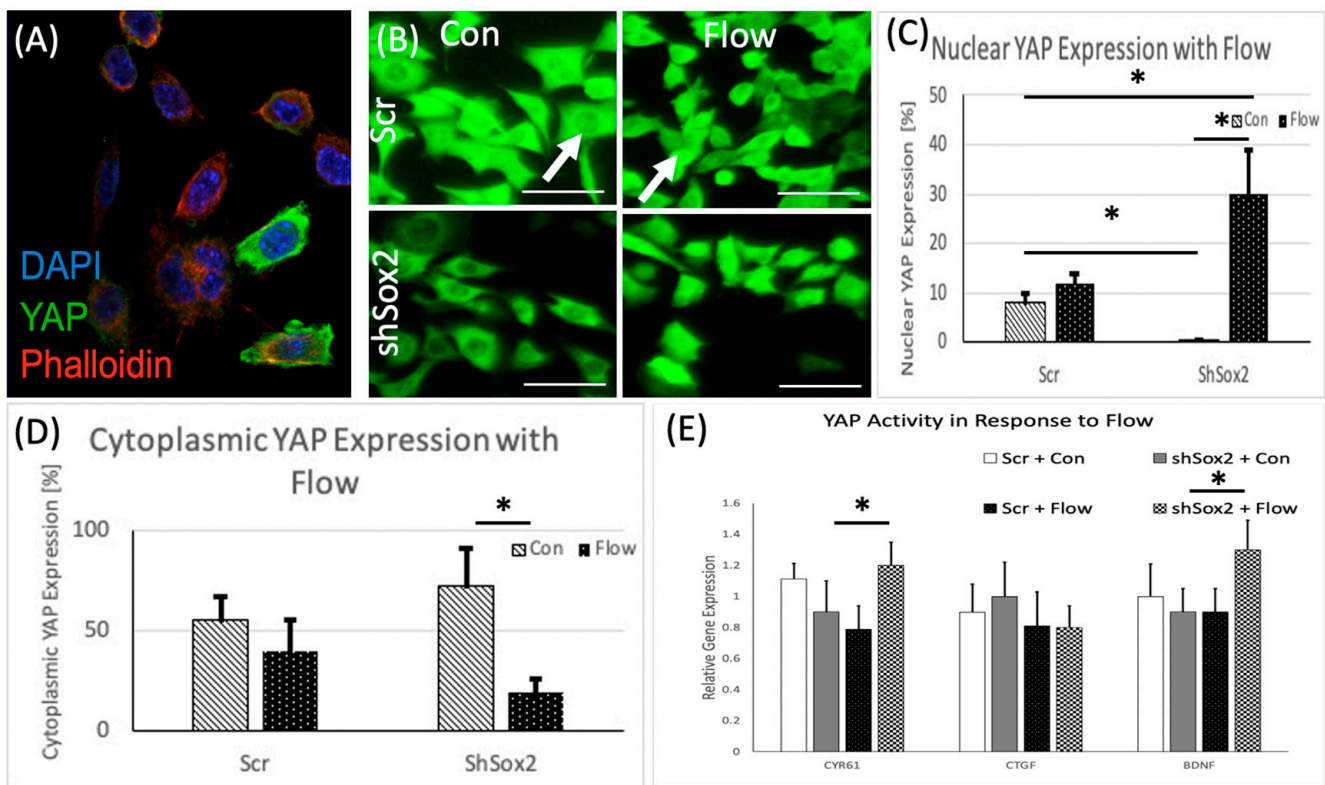 (A)
DAPI
YAP
Phalloidin
(B)
Con
Flow
Scr
shSox2
(C)
Nuclear YAP Expression with Flow
Nuclear YAP Expression [%]
50
40
30
20
10
0
*
*
*
Con
Flow
Scr
ShSox2
(D)
Cytoplasmic YAP Expression with
Flow
Cytoplasmic YAP Expression [%]
100
50
0
*
Con
Flow
Scr
ShSox2
(E)
YAP Activity in Response to Flow
Scr + Con
shSox2 + Con
Scr + Flow
shSox2 + Flow
*
*
Relative Gene Expression
1.6
1.4
1.2
1
0.8
0.6
0.4
0.2
0
CYR61
CTGF
BDNF